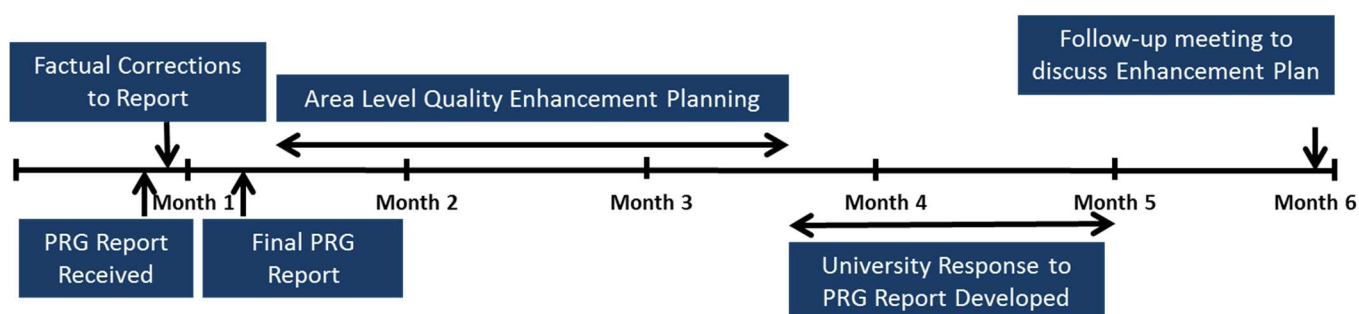 Factual Corrections
to Report
Area Level Quality Enhancement Planning
Follow-up meeting to
discuss Enhancement Plan
Month 1
Month 2
Month 3
Month 4
Month 5
Month 6
PRG Report
Received
Final PRG
Report
University Response to
PRG Report Developed